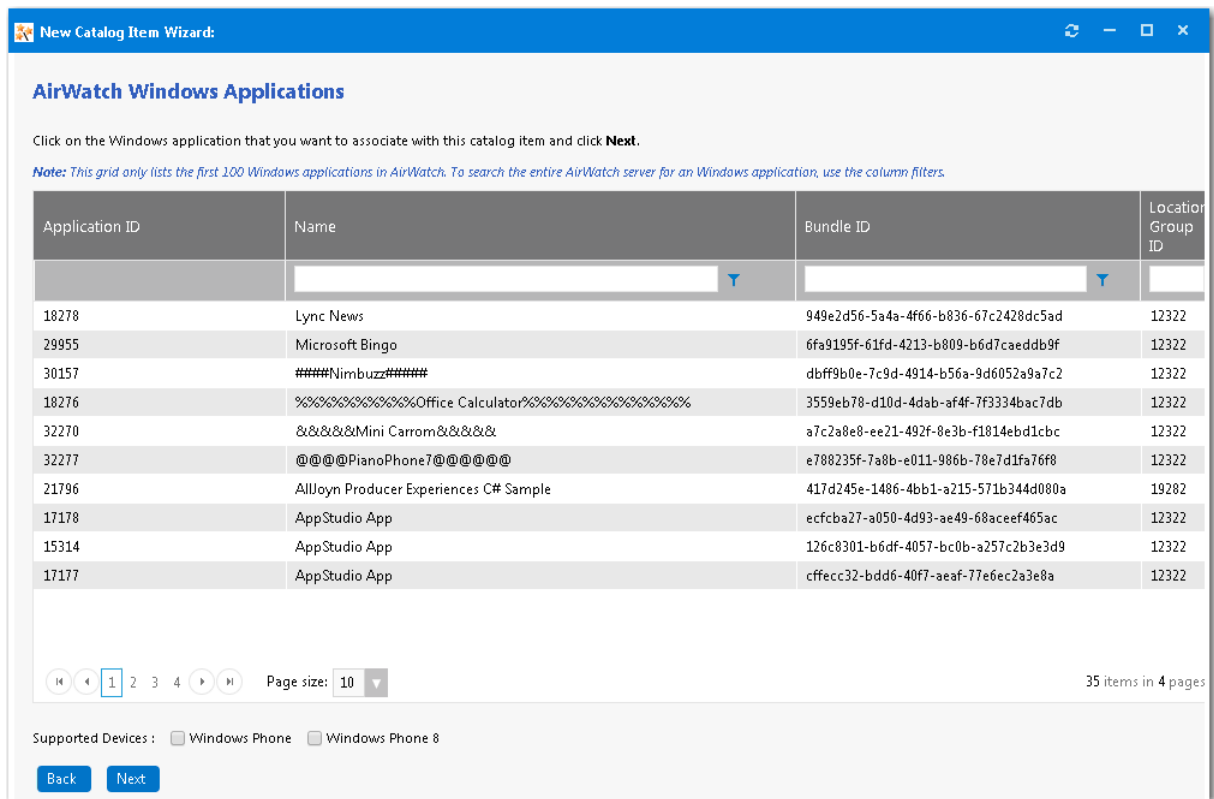 New Catalog Item Wizard:
AirWatch Windows Applications
Click on the Windows application that you want to associate with this catalog item and click Next.
Note: This grid only lists the first 100 Windows applications in AirWatch. To search the entire AirWatch server for an Windows application, use the column filters.
Application ID Name Bundle ID Location Group ID
18278 Lync News 949e2d56-5a4a-4f66-b836-67c2428dc5ad 12322
29955 Microsoft Bingo 6fa9195f-61fd-4213-b809-b6d7caeddb9f 12322
30157 ####Nimbuzz##### dbff9b0e-7c9d-4914-b56a-9d6052a9a7c2 12322
18276 %%%%%%%%%%Office Calculator%%%%%%%%%%%%%% 3559eb78-d10d-4dab-af4f-7f3334bac7db 12322
32270 &&&&&Mini Carrom&&&&& a7c2a8e8-ee21-492f-8e3b-f1814ebd1cbc 12322
32277 @@@@PianoPhone7@@@@@@ e788235f-7a8b-e011-986b-78e7d1fa76f8 12322
21796 AllJoyn Producer Experiences C# Sample 417d245e-1486-4bb1-a215-571b344d080a 19282
17178 AppStudio App ecfcba27-a050-4d93-ae49-68aceef465ac 12322
15314 AppStudio App 126c8301-b6df-4057-bc0b-a257c2b3e3d9 12322
17177 AppStudio App cffecc32-bdd6-40f7-aeaf-77e6ec2a3e8a 12322
1 2 3 4 Page size: 10 35 items in 4 pages
Supported Devices : Windows Phone Windows Phone 8
Back Next